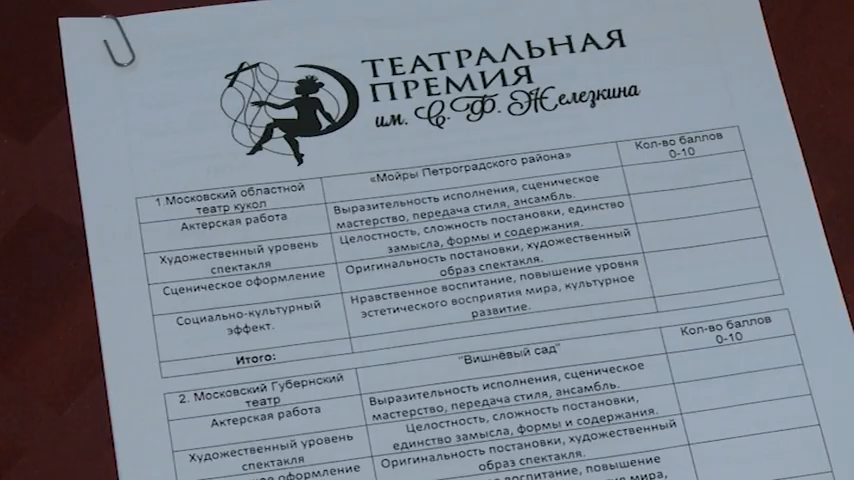 ТЕАТРАЛЬНАЯ
ПРЕМИЯ
им. С. Ф. Железкина
1.Московский областной
театр кукол
«Мойры Петроградского района»
Кол-во баллов
0-10
Актерская работа
Выразительность исполнения, сценическое
мастерство, передача стиля, ансамбль.
Художественный уровень
спектакля
Целостность, сложность постановки, единство
замысла, формы и содержания.
Сценическое оформление
Оригинальность постановки, художественный
образ спектакля.
Социально-культурный
эффект.
Нравственное воспитание, повышение уровня
эстетического восприятия мира, культурное
развитие.
Итого:
2. Московский Губернский
театр
"Вишнёвый сад"
Кол-во баллов
0-10
Актерская работа
Выразительность исполнения, сценическое
мастерство, передача стиля, ансамбль.
Художественный уровень
спектакля
Целостность, сложность постановки,
единство замысла, формы и содержания.
оформление
Оригинальность постановки, художественный
образ спектакля.
воспитание, повышение
мира,